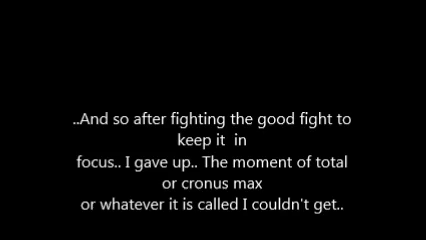 ..And so after fighting the good fight to
keep it in
focus.. I gave up.. The moment of total
or cronus max
or whatever it is called I couldn't get..